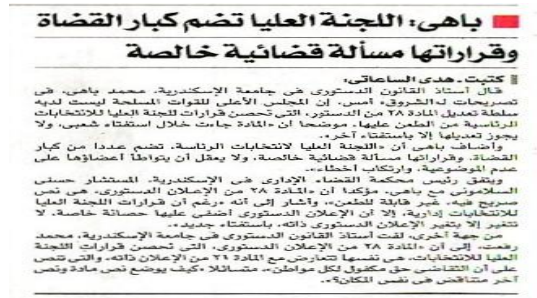 باهى: اللجنة العليا تضم كبار القضاة
وقراراتها مسألة قضائية خالصة
كتبت ـ هدى الساعاتى:
قال أستاذ القانون الدستورى فى جامعة الإسكندرية، محمد باهى، فى
تصريحات لـ«الشروق» أمس، إن المجلس الأعلى للقوات المسلحة ليست لديه
سلطة تعديل المادة ٢٨ من الدستور، التى تحصن قرارات لجنة العليا للانتخابات
الرئاسية من الطعن عليها، موضحا أن «المادة جاءت خلال استفتاء شعبى، ولا
يجوز تعديلها إلا باستفتاء آخر».
وأضاف باهى أن «اللجنة العليا لانتخابات الرئاسة، تضم عددا من كبار
القضاة، وقراراتها مسألة قضائية خالصة، ولا يعقل أن يتواطأ أعضاؤها على
عدم الموضوعية، وارتكاب أخطاء».
ويتفق رئيس محكمة القضاء الإدارى فى الإسكندرية، المستشار حسنى
السلامونى مع باهى، مؤكدا أن «المادة ٢٨ من الإعلان الدستورى، هى نص
صريح فيه، غير قابلة للطعن»، وأشار إلى أنه «رغم أن قرارات اللجنة العليا
للانتخابات إدارية، إلا أن الإعلان الدستورى أضفى عليها حصانة خاصة، لا
تتغير إلا بتغير الإعلان الدستورى ذاته، باستفتاء جديد».
من جهة أخرى، لفت أستاذ القانون الدستورى فى جامعة الإسكندرية، محمد
رفعت، إلى أن «المادة ٢٨ من الإعلان الدستورى، التى تحصن قرارات اللجنة
العليا للانتخابات، هى نفسها تتعارض مع المادة ٢١ من الإعلان ذاته، والتى تنص
على أن التقاضى حق مكفول لكل مواطن»، متسائلا «كيف يوضع نص مادة ونص
آخر متناقض فى نفس المكان؟».